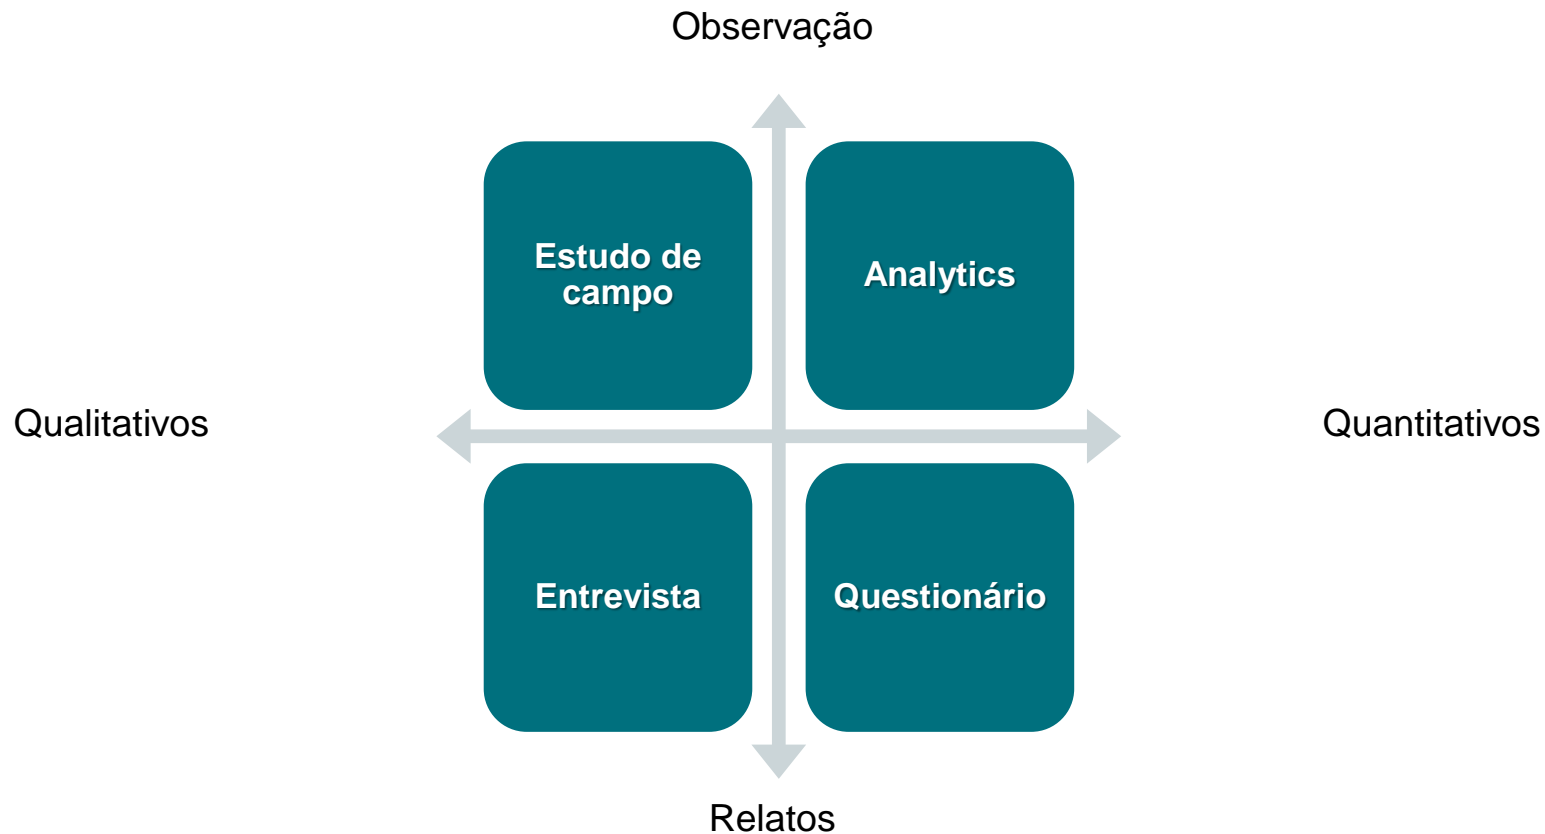 Observação
Estudo de
campo
Analytics
Qualitativos
Quantitativos
Entrevista
Questionário
Relatos